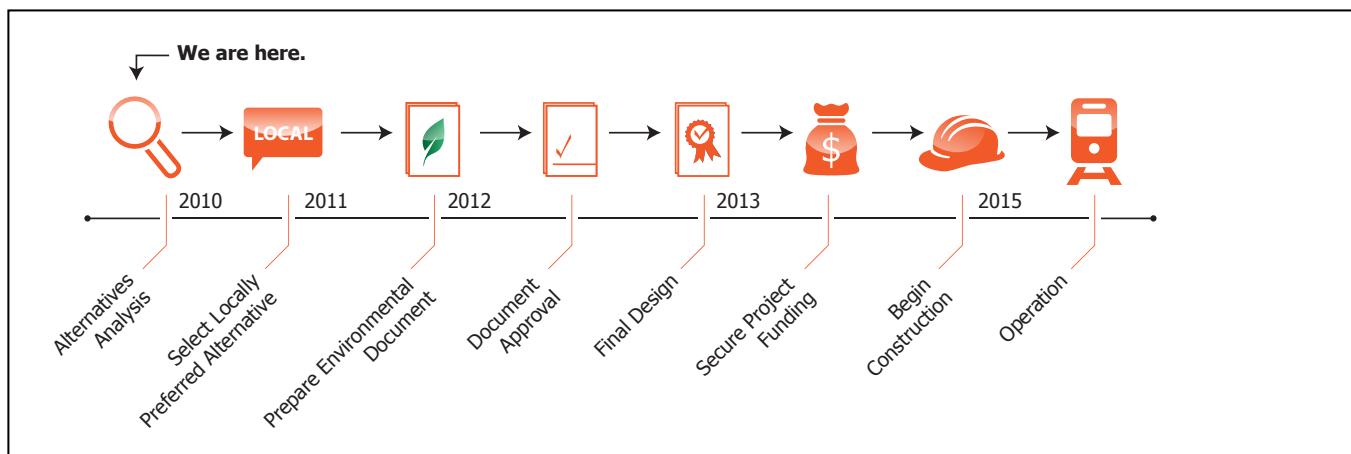 We are here.
LOCAL
$
2010
2011
2012
2013
2015
Alternatives
Analysis
Select Locally
Preferred Alternative
Prepare Environmental
Document
Document
Approval
Final Design
Secure Project
Funding
Begin
Construction
Operation